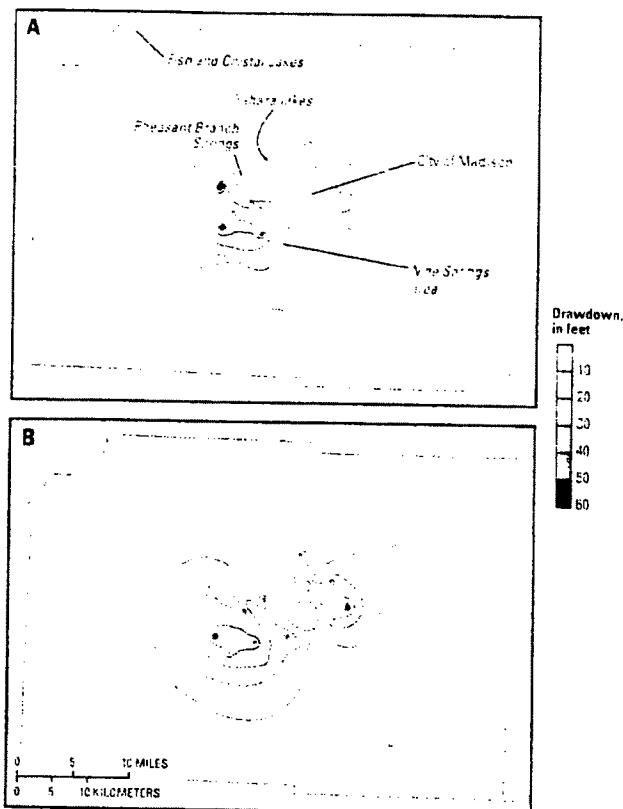 A
Fish and Crystal Lakes
Yahara lakes
Pheasant Branch
Springs
City of Madison
Nine Springs
area
Drawdown,
in feet
10
20
30
40
50
60
B
0 5 10 MILES
0 5 10 KILOMETERS